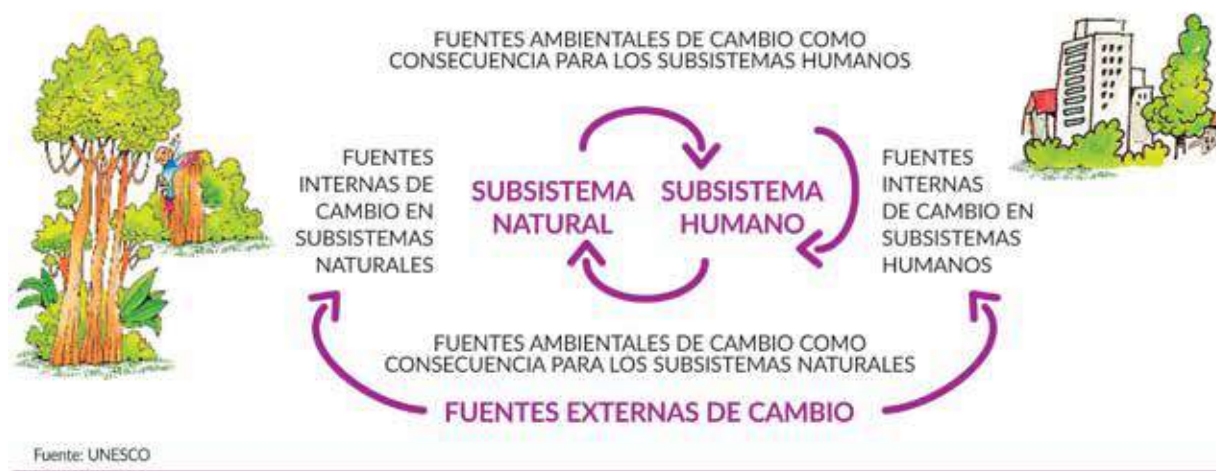 FUENTES AMBIENTALES DE CAMBIO COMO
CONSECUENCIA PARA LOS SUBSISTEMAS HUMANOS
FUENTES
INTERNAS DE
CAMBIO EN
SUBSISTEMAS
NATURALES
SUBSISTEMA
NATURAL
SUBSISTEMA
HUMANO
FUENTES
INTERNAS
DE CAMBIO EN
SUBSISTEMAS
HUMANOS
FUENTES AMBIENTALES DE CAMBIO COMO
CONSECUENCIA PARA LOS SUBSISTEMAS NATURALES
FUENTES EXTERNAS DE CAMBIO
Fuente: UNESCO